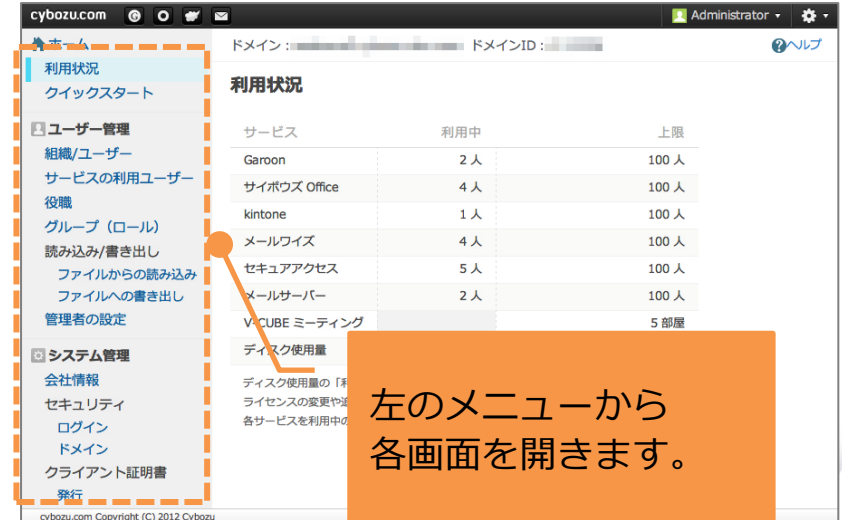 cybozu.com
Administrator
ホーム
ドメイン：
ドメインID：
ヘルプ
利用状況
クイックスタート
ユーザー管理
組織/ユーザー
サービスの利用ユーザー
役職
グループ（ロール）
読み込み/書き出し
ファイルからの読み込み
ファイルへの書き出し
管理者の設定
システム管理
会社情報
セキュリティ
ログイン
ドメイン
クライアント証明書
発行
利用状況
サービス 利用中 上限
Garoon 2 人 100 人
サイボウズ Office 4 人 100 人
kintone 1 人 100 人
メールワイズ 4 人 100 人
セキュアアクセス 5 人 100 人
メールサーバー 2 人 100 人
V-CUBE ミーティング 5 部屋
ディスク使用量
ディスク使用量の「利
ライセンスの変更や追
各サービスを利用中の
左のメニューから
各画面を開きます。
cybozu.com Copyright (C) 2012 Cybozu